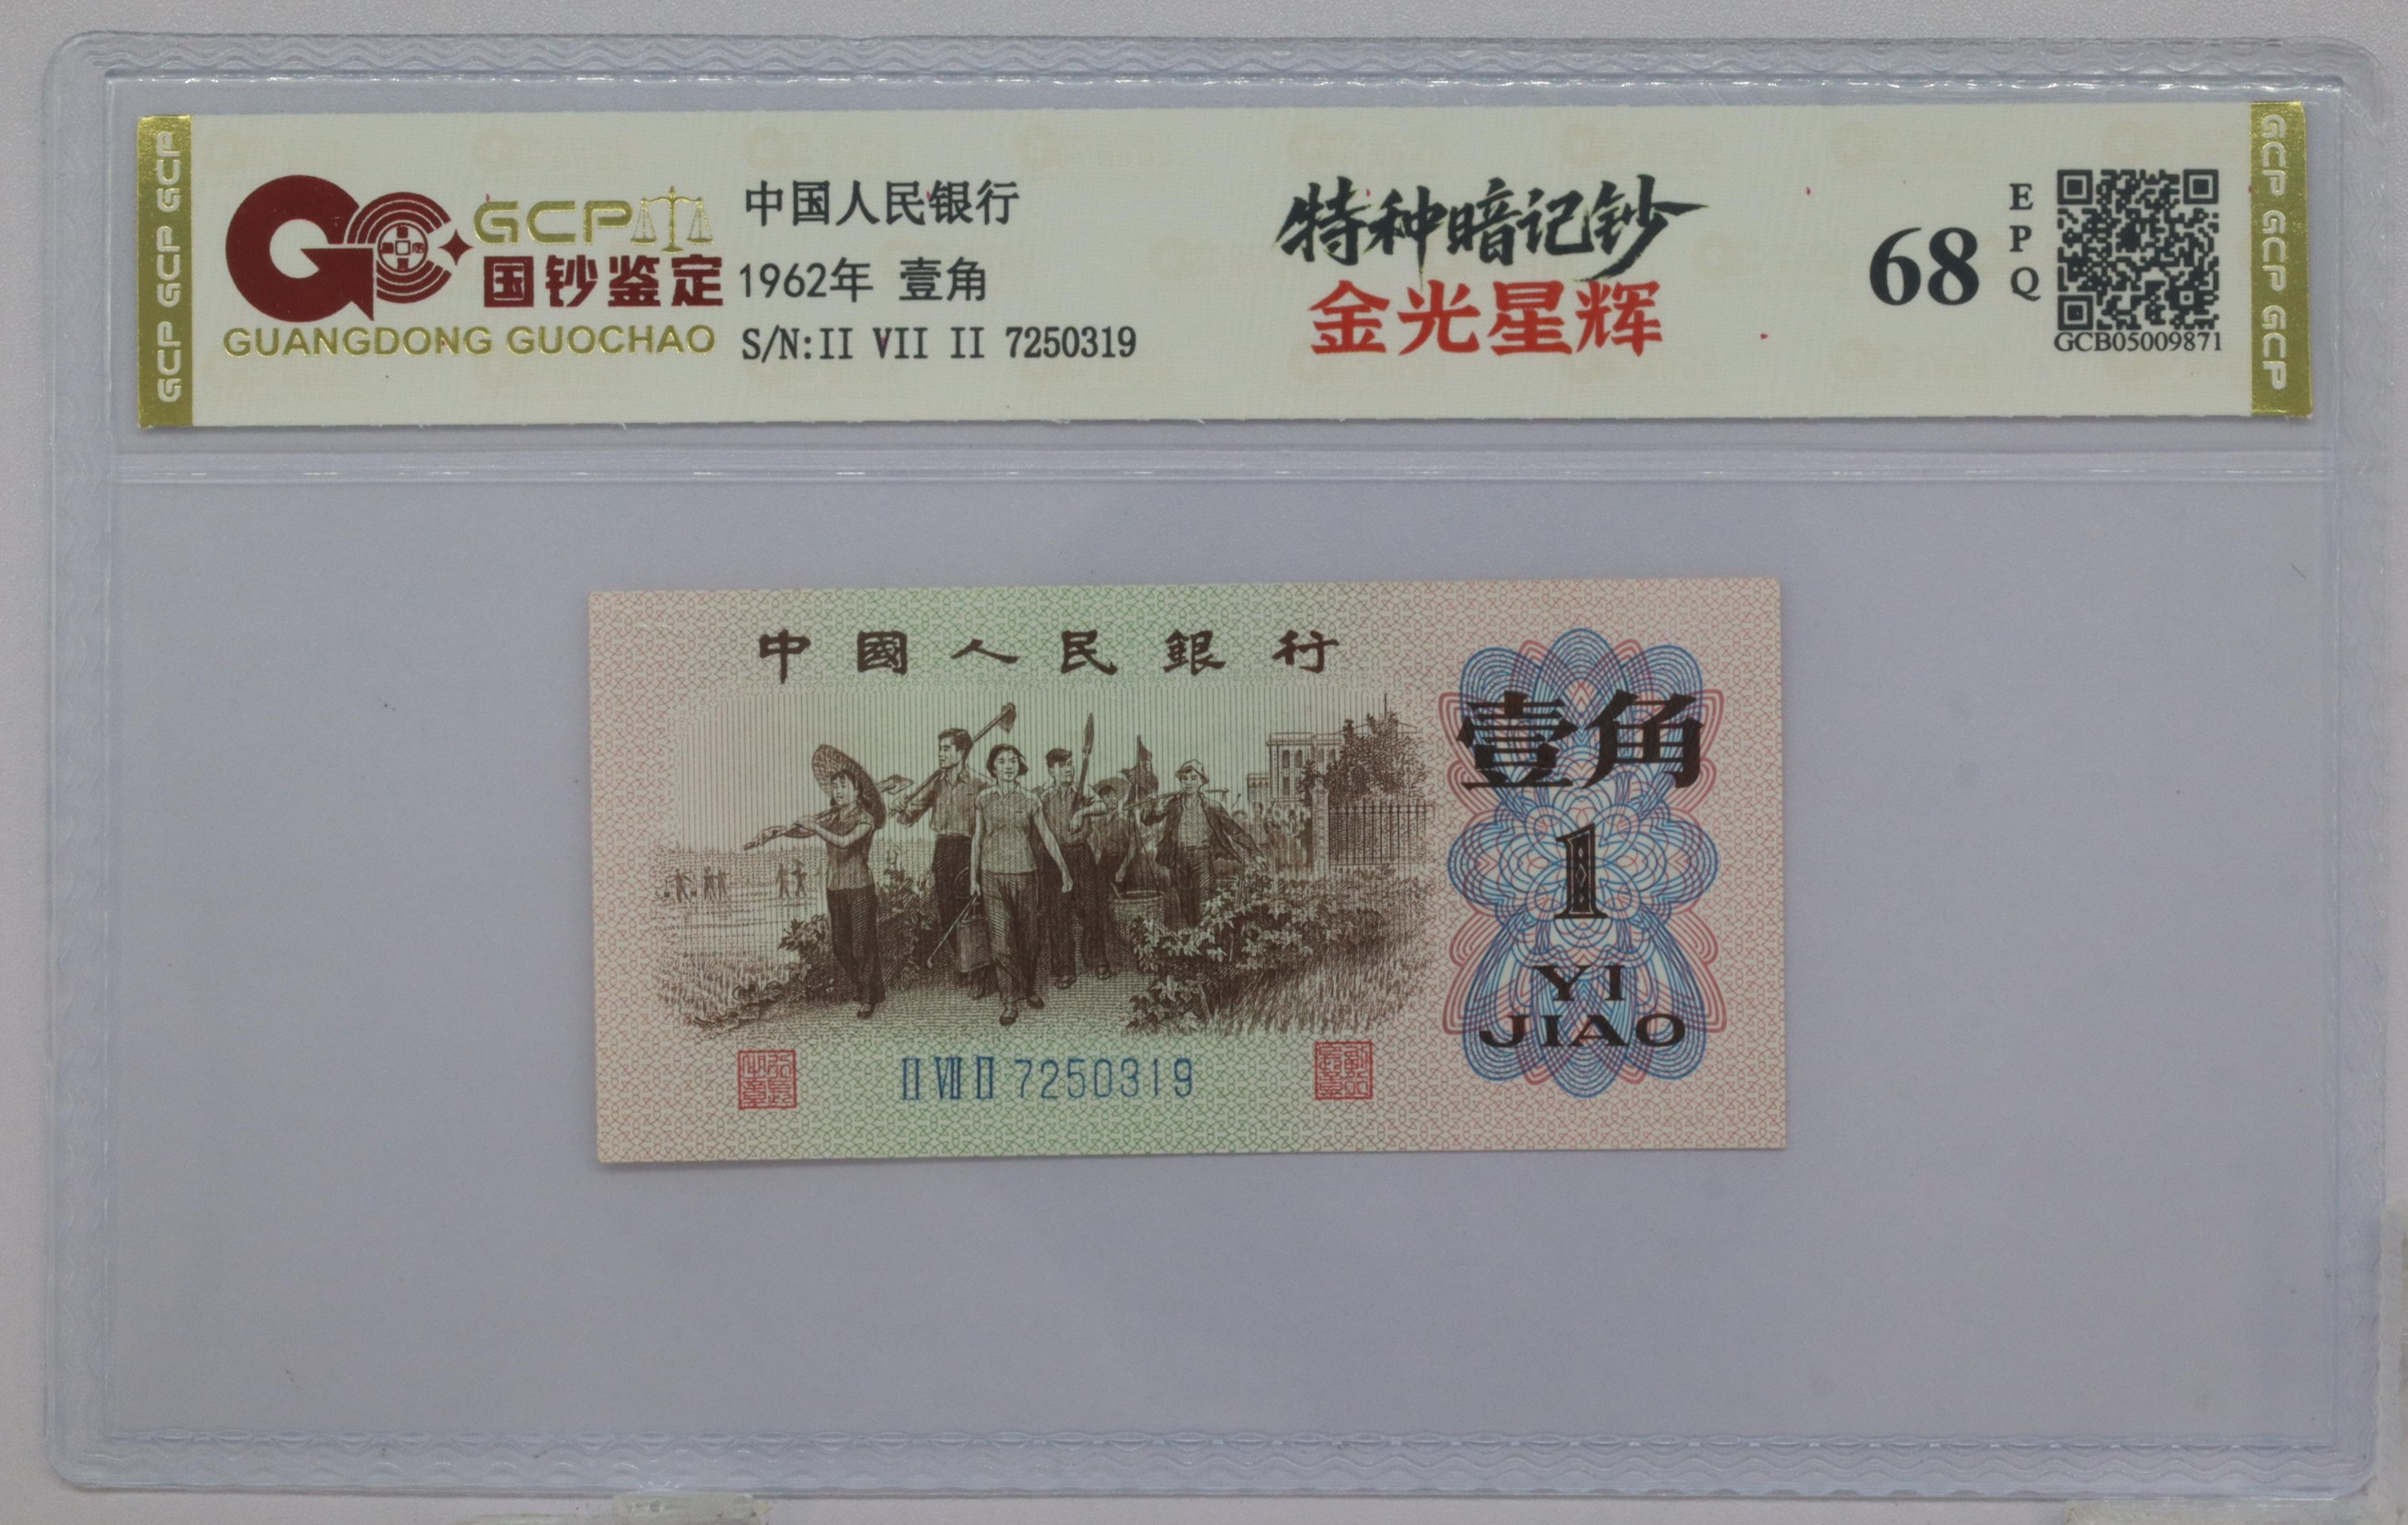 GCP GCP GCP
GCP
国钞鉴定
GUANGDONG GUOCHAO
中国人民银行
1962年 壹角
S/N:II VII II 7250319
特种暗记钞
金光星辉
68
EPQ
GCB05009871
GCP GCP GCP
中國人民銀行
壹角
1
YI
JIAO
II VII II 7250319